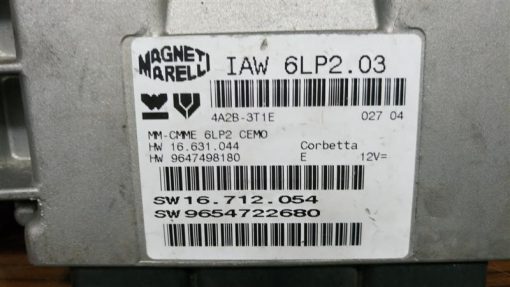 MAGNETI MARELLI
IAW 6LP2.03
4A2B-3T1E 027 04
MM-CMME 6LP2 CEMO
HW 16.631.044 Corbetta
HW 9647498180 E 12V=
SW16.712.054
SW9654722680